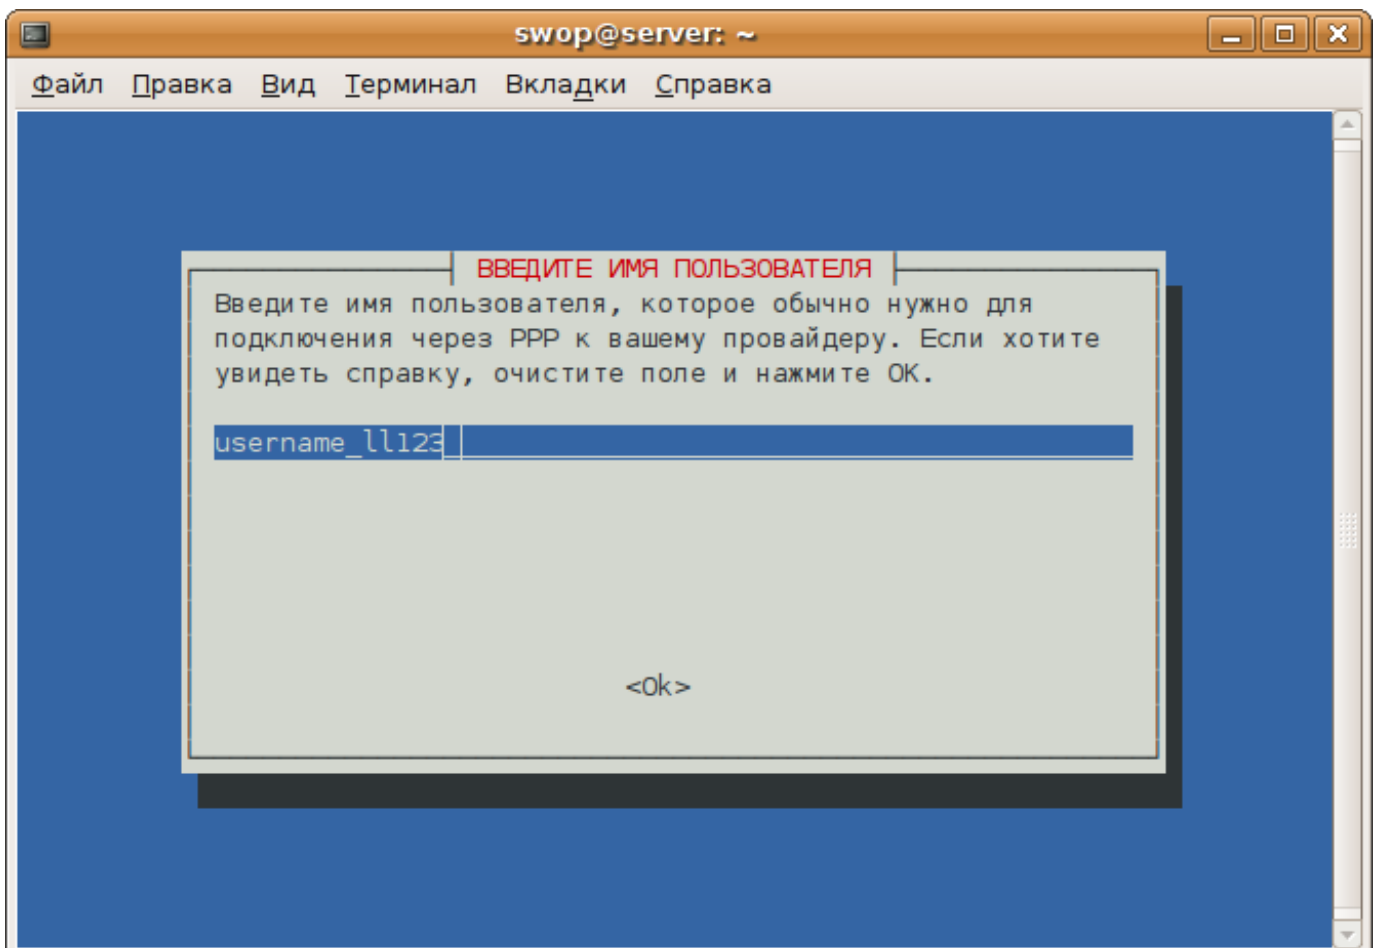 swop@server: ~
Файл Правка Вид Терминал Вкладки Справка
ВВЕДИТЕ ИМЯ ПОЛЬЗОВАТЕЛЯ
Введите имя пользователя, которое обычно нужно для
подключения через PPP к вашему провайдеру. Если хотите
увидеть справку, очистите поле и нажмите OK.
username_ll123
<Ok>